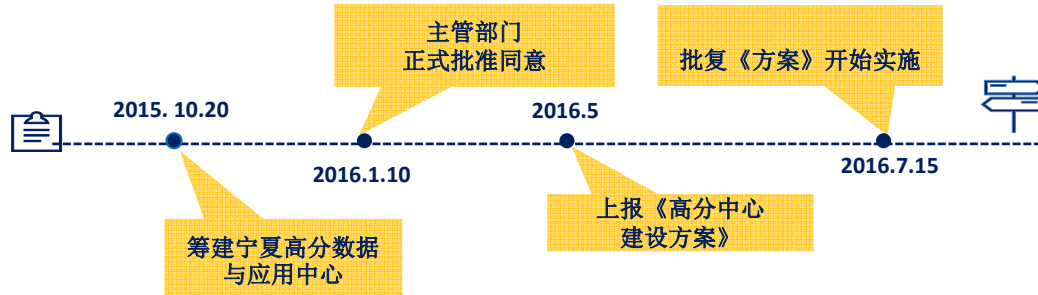 主管部门
正式批准同意
批复《方案》开始实施
2015. 10.20
2016.5
2016.1.10
2016.7.15
筹建宁夏高分数据
与应用中心
上报《高分中心
建设方案》